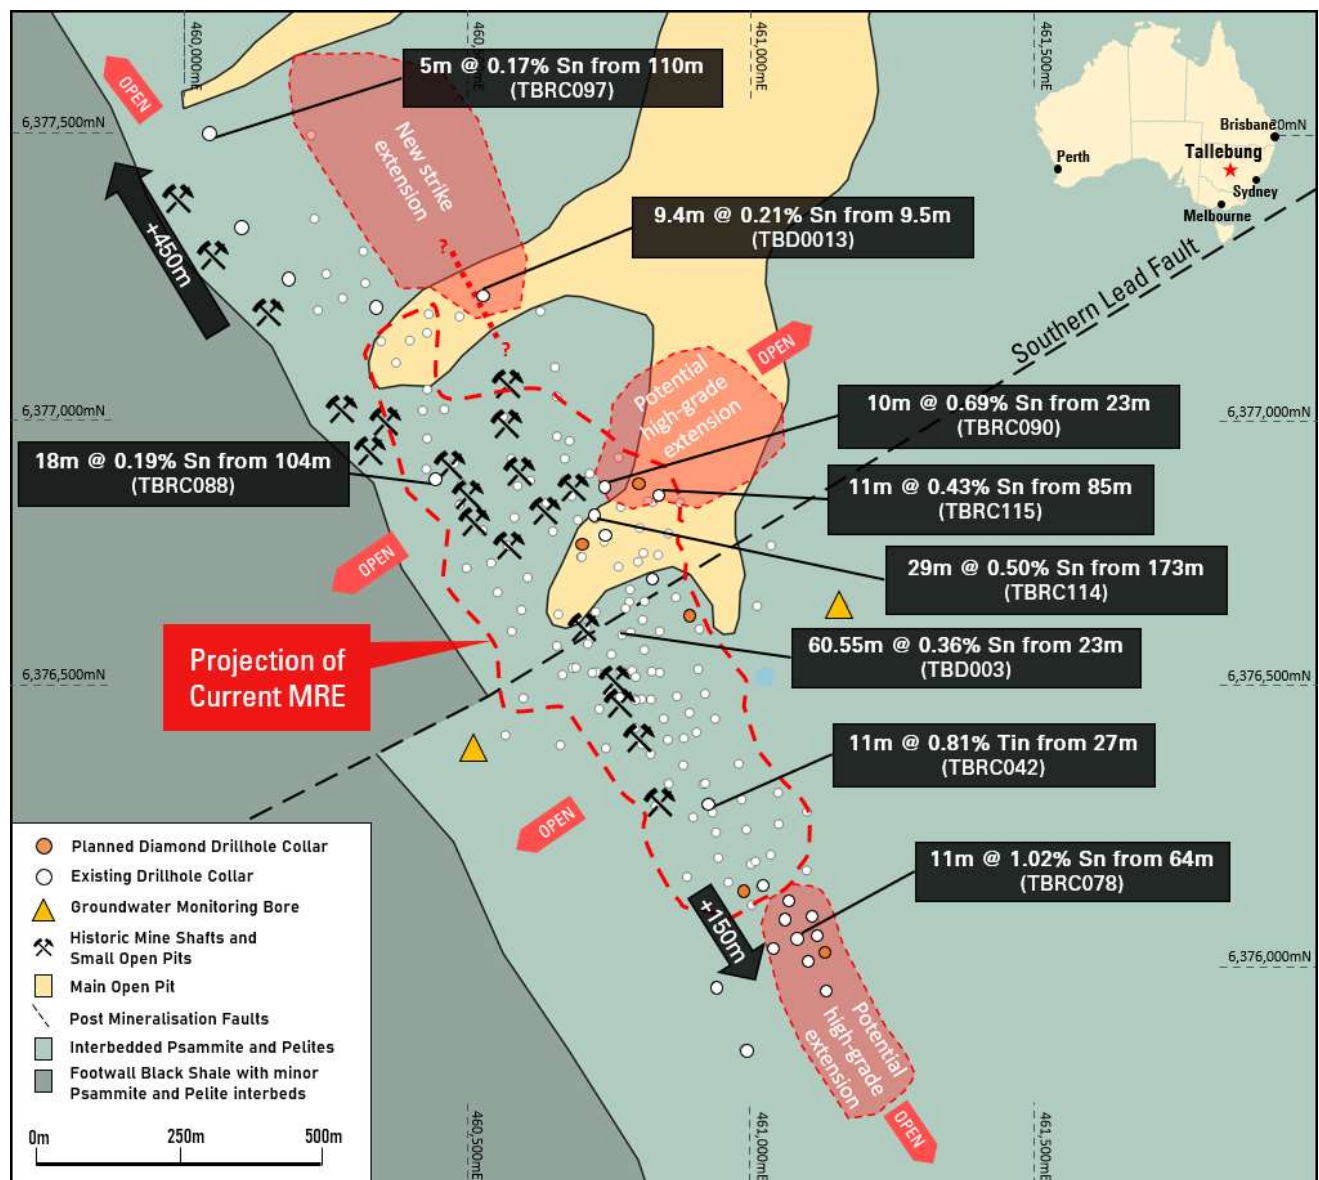 460,000mE
460,500mE
461,000mE
461,500mE
5m @ 0.17% Sn from 110m
(TBRC097)
OPEN
6,377,500mN
New strike
extension
Brisbane
0mN
Perth
Tallebung
Sydney
Melbourne
9.4m @ 0.21% Sn from 9.5m
(TBD0013)
+450m
?
?
Southern Lead Fault
OPEN
Potential
high-grade
extension
6,377,000mN
10m @ 0.69% Sn from 23m
(TBRC090)
6,377,000mN
18m @ 0.19% Sn from 104m
(TBRC088)
11m @ 0.43% Sn from 85m
(TBRC115)
OPEN
29m @ 0.50% Sn from 173m
(TBRC114)
Projection of
Current MRE
60.55m @ 0.36% Sn from 23m
(TBD003)
6,376,500mN
6,376,500mN
11m @ 0.81% Tin from 27m
(TBRC042)
OPEN
11m @ 1.02% Sn from 64m
(TBRC078)
+150m
6,376,000mN
Potential
high-grade
extension
OPEN
Planned Diamond Drillhole Collar
Existing Drillhole Collar
Groundwater Monitoring Bore
Historic Mine Shafts and
Small Open Pits
Main Open Pit
Post Mineralisation Faults
Interbedded Psammite and Pelites
Footwall Black Shale with minor
Psammite and Pelite interbeds
0m
250m
500m
460,500mE
461,000mE
461,500mE